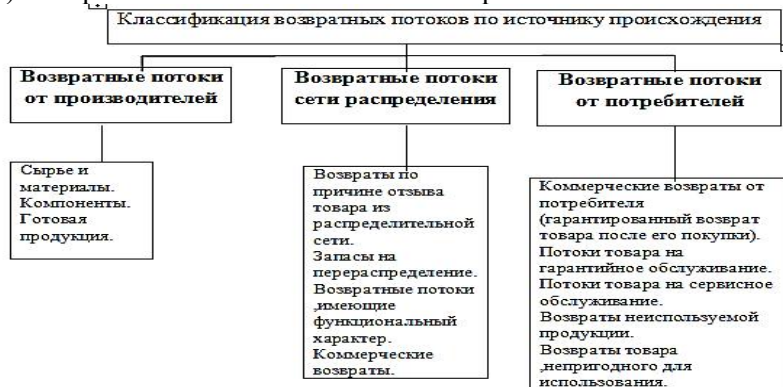 Классификация возвратных потоков по источнику происхождения
Возвратные потоки
от производителей
Возвратные потоки
сети распределения
Возвратные потоки
от потребителей
Сырье и
материалы.
Компоненты.
Готовая
продукция.
Возвраты по
причине отзыва
товара из
распределительной
сети.
Запасы на
перераспределение.
Возвратные потоки
,имеющие
функциональный
характер.
Коммерческие
возвраты.
Коммерческие возвраты от
потребителя
(гарантированный возврат
товара после его покупки).
Потоки товара на
гарантийное обслуживание.
Потоки товара на сервисное
обслуживание.
Возвраты неиспользуемой
продукции.
Возвраты товара
,непригодного для
использования.